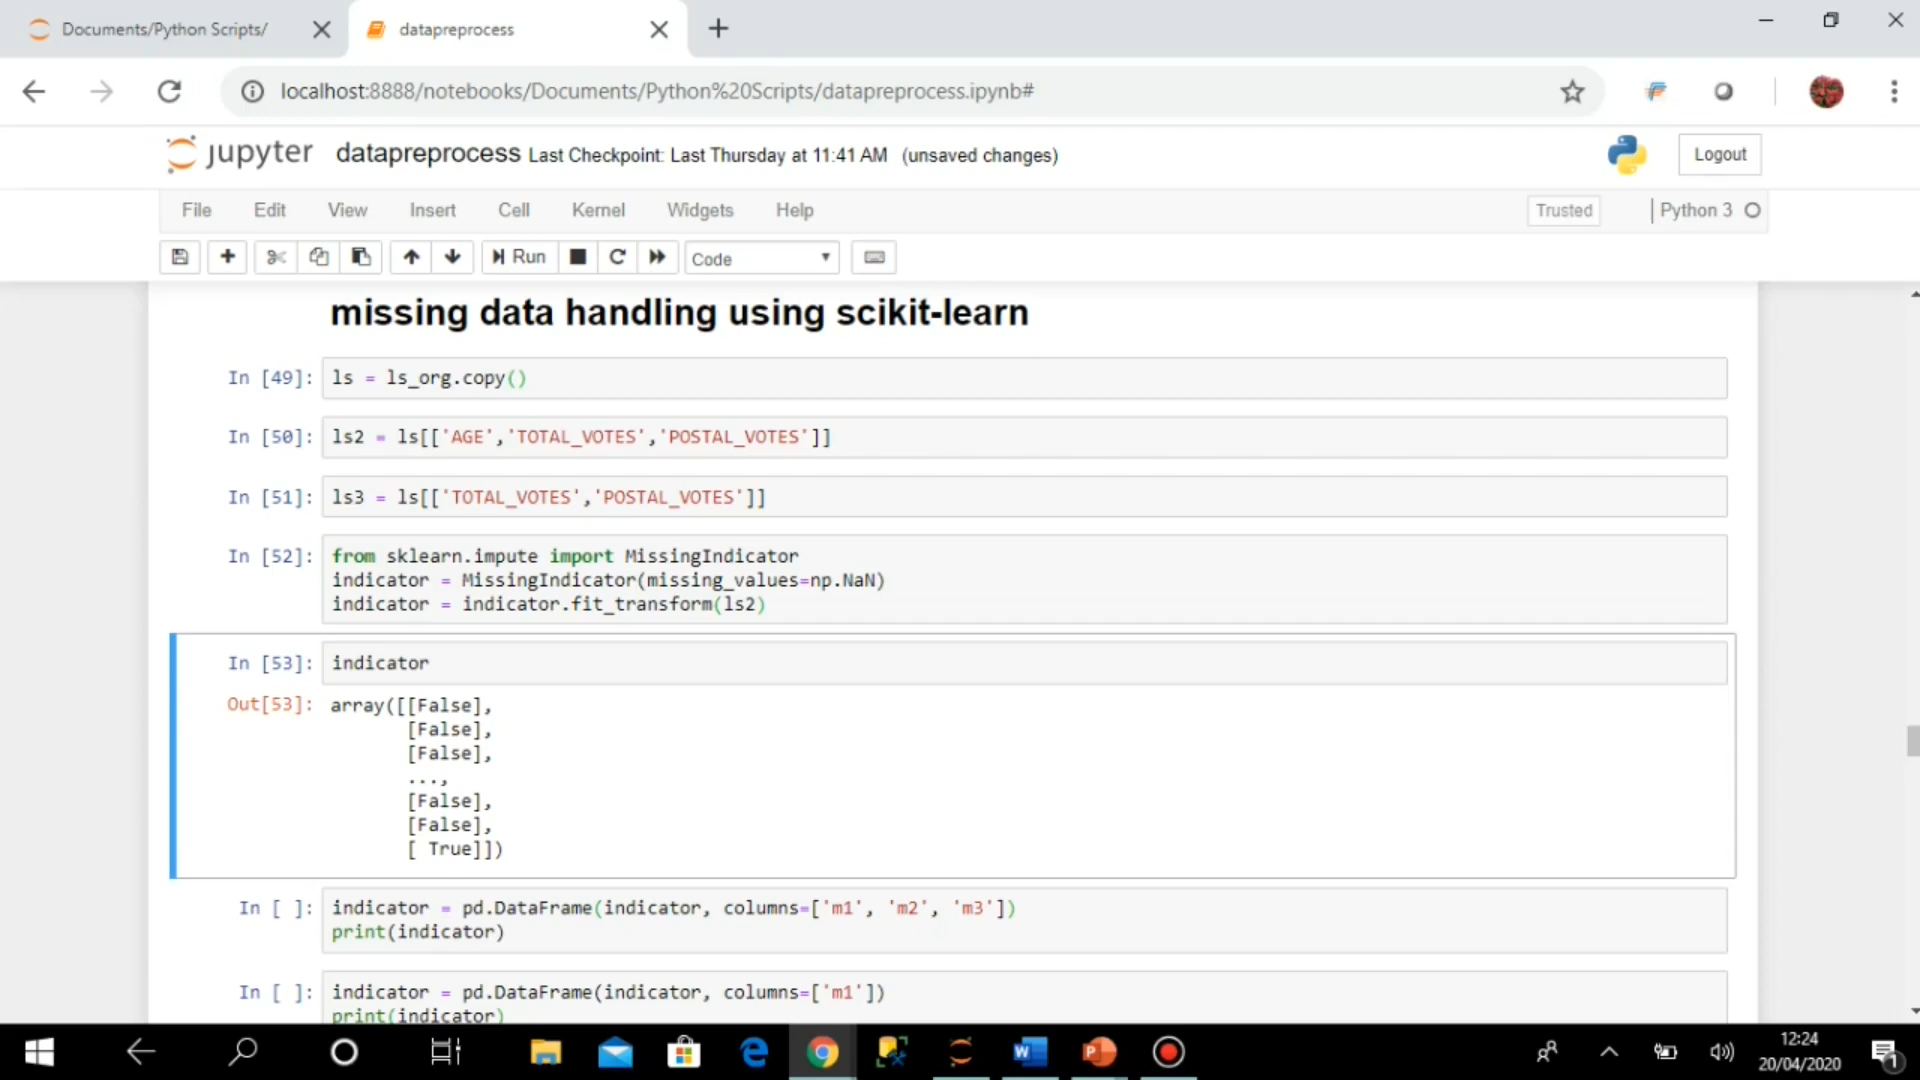 Documents/Python Scripts/
datapreprocess
localhost:8888/notebooks/Documents/Python%20Scripts/datapreprocess.ipynb#
jupyter datapreprocess Last Checkpoint: Last Thursday at 11:41 AM (unsaved changes)
Logout
File Edit View Insert Cell Kernel Widgets Help
Trusted
Python 3
Run
Code
missing data handling using scikit-learn
In [49]: ls = ls_org.copy()
In [50]: ls2 = ls[['AGE','TOTAL_VOTES','POSTAL_VOTES']]
In [51]: ls3 = ls[['TOTAL_VOTES','POSTAL_VOTES']]
In [52]: from sklearn.impute import MissingIndicator
indicator = MissingIndicator(missing_values=np.NaN)
indicator = indicator.fit_transform(ls2)
In [53]: indicator
Out[53]: array([[False],
[False],
[False],
...,
[False],
[False],
[ True]])
In [ ]: indicator = pd.DataFrame(indicator, columns=['m1', 'm2', 'm3'])
print(indicator)
In [ ]: indicator = pd.DataFrame(indicator, columns=['m1'])
print(indicator)
12:24
20/04/2020
1